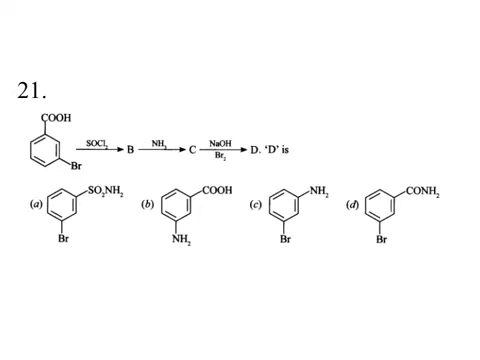 21.
COOH
Br
SOCl₂ B NH₃ C NaOH Br₂ D. 'D' is
(a) SO₂NH₂ Br (b) COOH NH₂ (c) NH₂ Br (d) CONH₂ Br